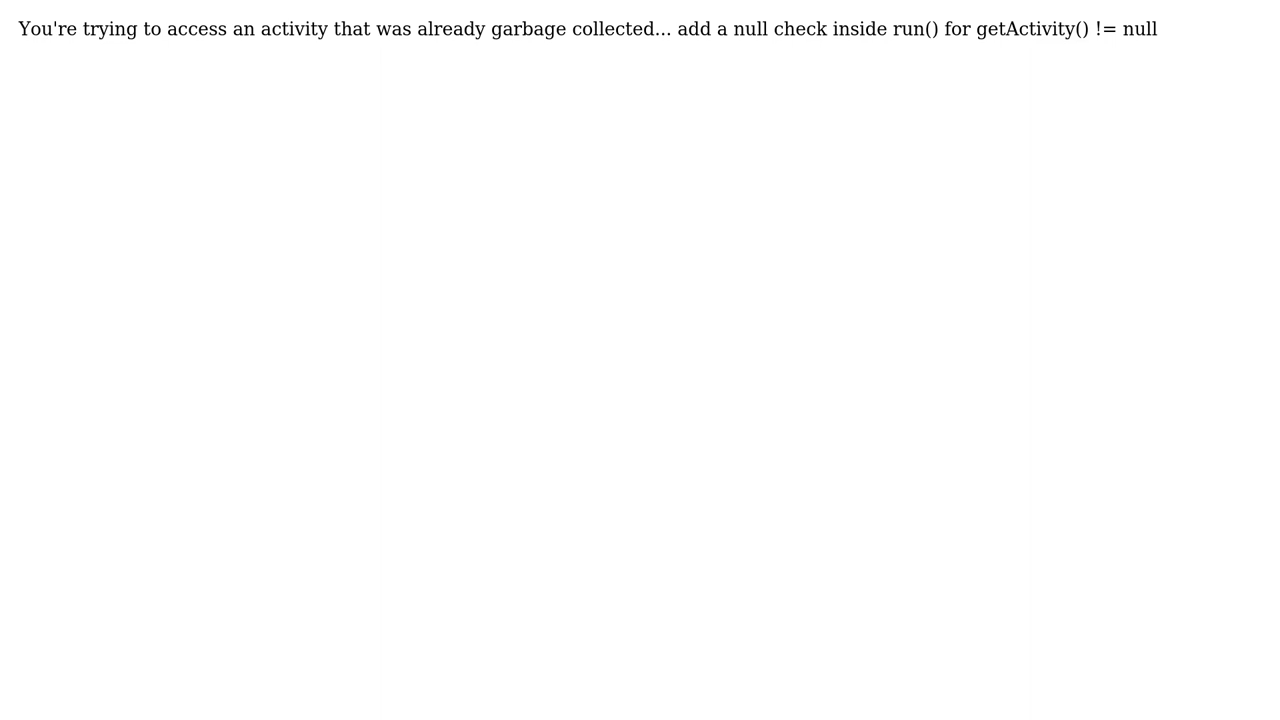 You're trying to access an activity that was already garbage collected... add a null check inside run() for getActivity() != null